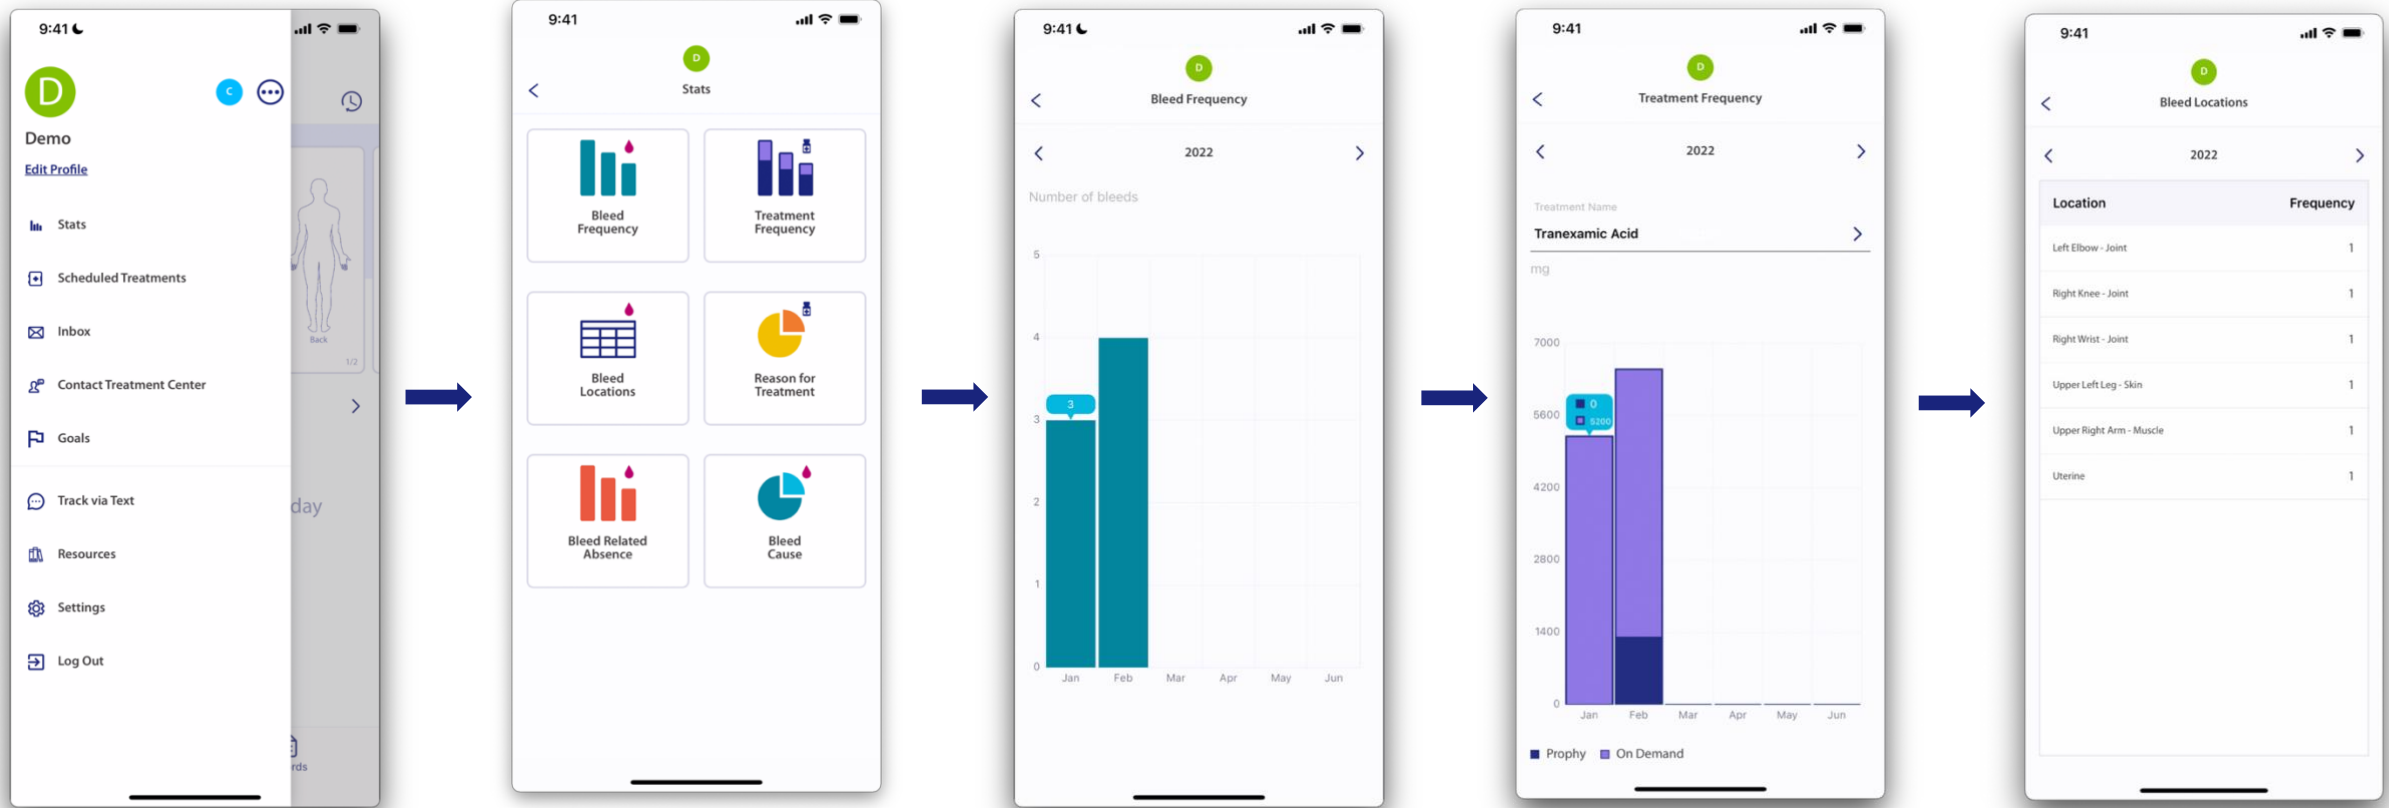 9:41
D
C
Demo
Edit Profile
Stats
Scheduled Treatments
Inbox
Contact Treatment Center
Goals
Track via Text
Resources
Settings
Log Out
Back
1/2
day
rds
9:41
D
Stats
Bleed
Frequency
Treatment
Frequency
Bleed
Locations
Reason for
Treatment
Bleed Related
Absence
Bleed
Cause
9:41
D
Bleed Frequency
2022
Number of bleeds
5
4
3
3
2
1
0
Jan Feb Mar Apr May Jun
9:41
D
Treatment Frequency
2022
Treatment Name
Tranexamic Acid
mg
7000
0
5600
5200
4200
2800
1400
0
Jan Feb Mar Apr May Jun
Prophy On Demand
9:41
D
Bleed Locations
2022
Location Frequency
Left Elbow - Joint 1
Right Knee - Joint 1
Right Wrist - Joint 1
Upper Left Leg - Skin 1
Upper Right Arm - Muscle 1
Uterine 1